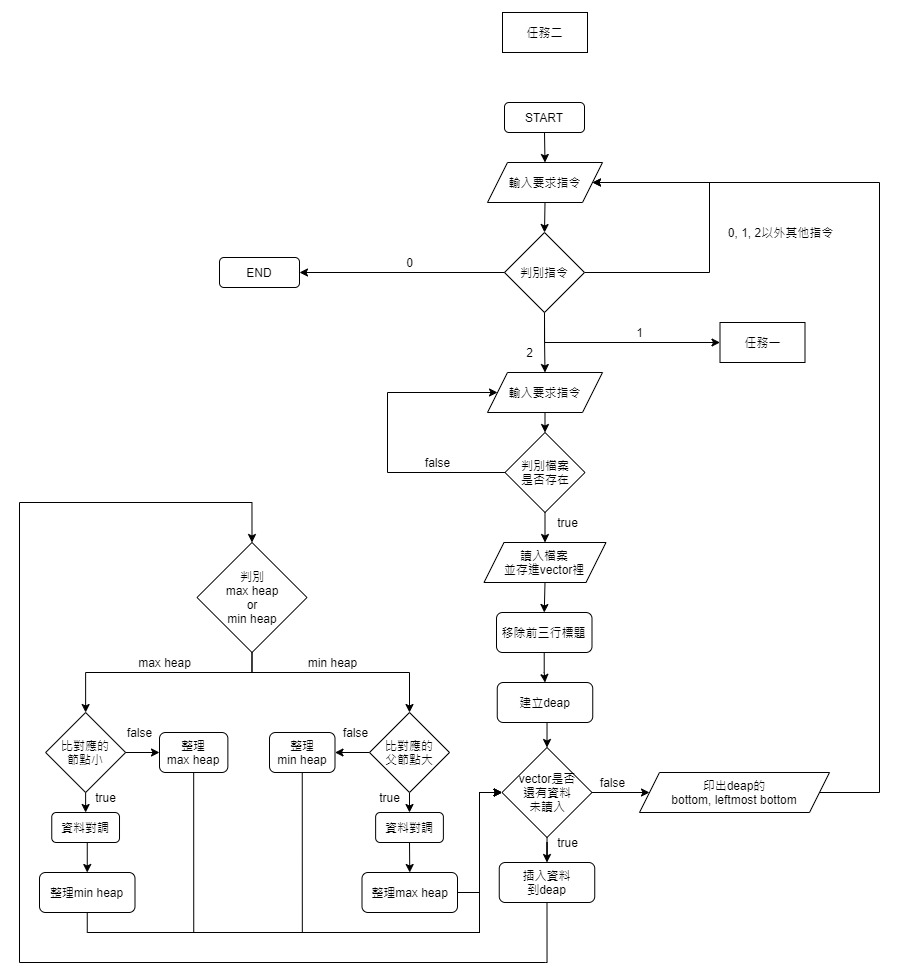 任務二
START
輸入要求指令
0, 1, 2以外其他指令
0
END
判別指令
1
任務一
2
輸入要求指令
false
判別檔案
是否存在
true
讀入檔案
並存進vector裡
判別
max heap
or
min heap
移除前三行標題
max heap
min heap
建立deap
false
false
比對應的
節點小
整理
max heap
整理
min heap
比對應的
父節點大
vector是否
還有資料
未讀入
false
印出deap的
bottom, leftmost bottom
true
true
資料對調
資料對調
true
插入資料
到deap
整理min heap
整理max heap